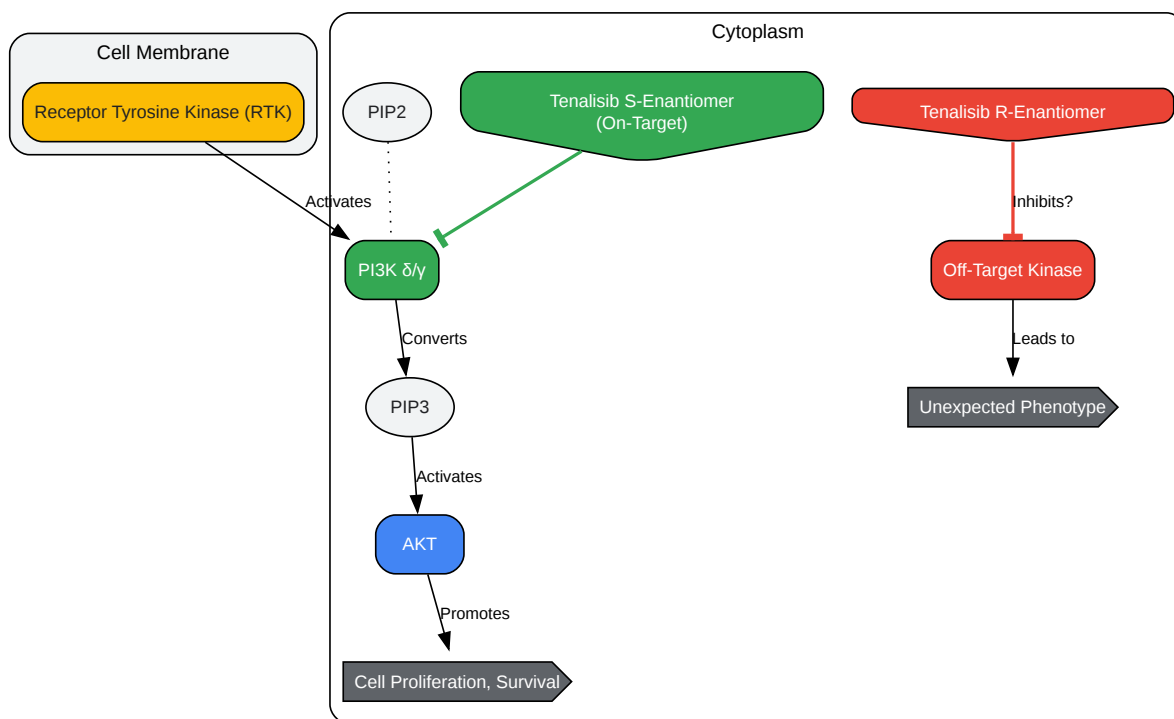 Cytoplasm
Cell Membrane
Receptor Tyrosine Kinase (RTK)
PIP2
Tenalisib S-Enantiomer
(On-Target)
Tenalisib R-Enantiomer
Activates
Inhibits?
PI3K δ/γ
Off-Target Kinase
Converts
Leads to
PIP3
Unexpected Phenotype
Activates
AKT
Promotes
Cell Proliferation, Survival